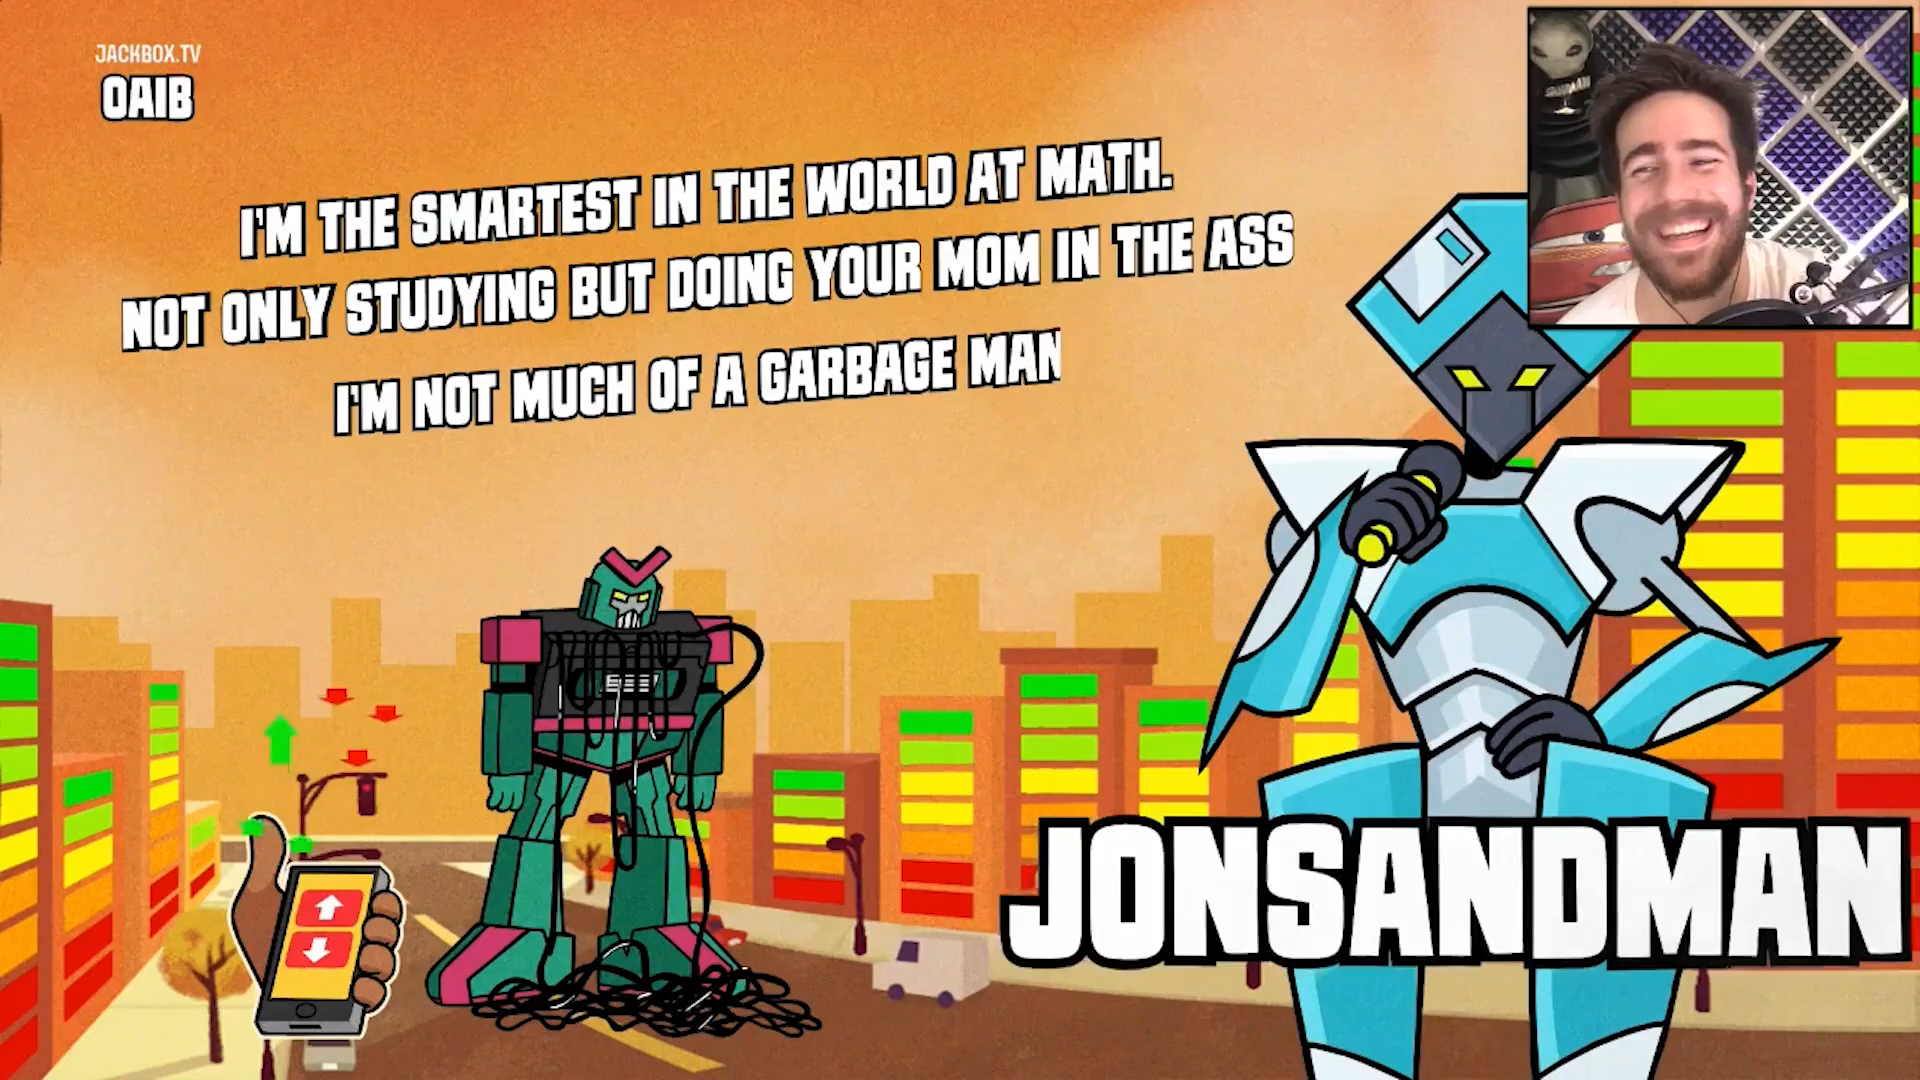 JACKBOX.TV
OAIB
I'M THE SMARTEST IN THE WORLD AT MATH.
NOT ONLY STUDYING BUT DOING YOUR MOM IN THE ASS
I'M NOT MUCH OF A GARBAGE MAN
JONSANDMAN